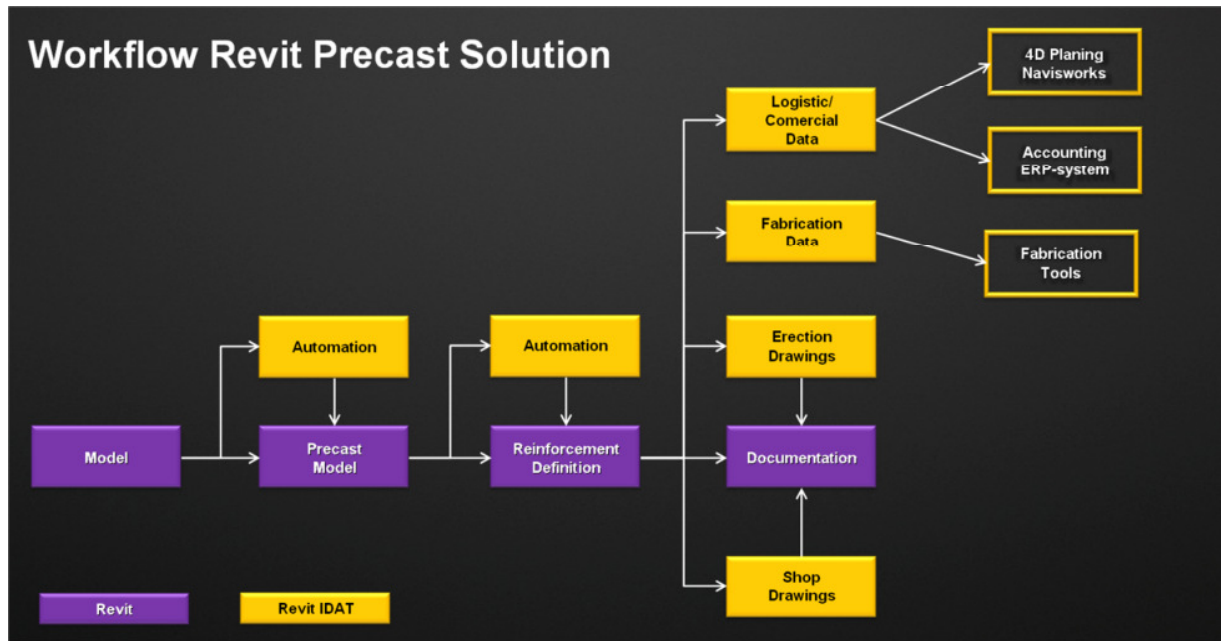 Workflow Revit Precast Solution
4D Planing
Navisworks
Logistic/
Comercial
Data
Accounting
ERP-system
Fabrication
Data
Fabrication
Tools
Automation
Automation
Erection
Drawings
Model
Precast
Model
Reinforcement
Definition
Documentation
Shop
Drawings
Revit
Revit IDAT